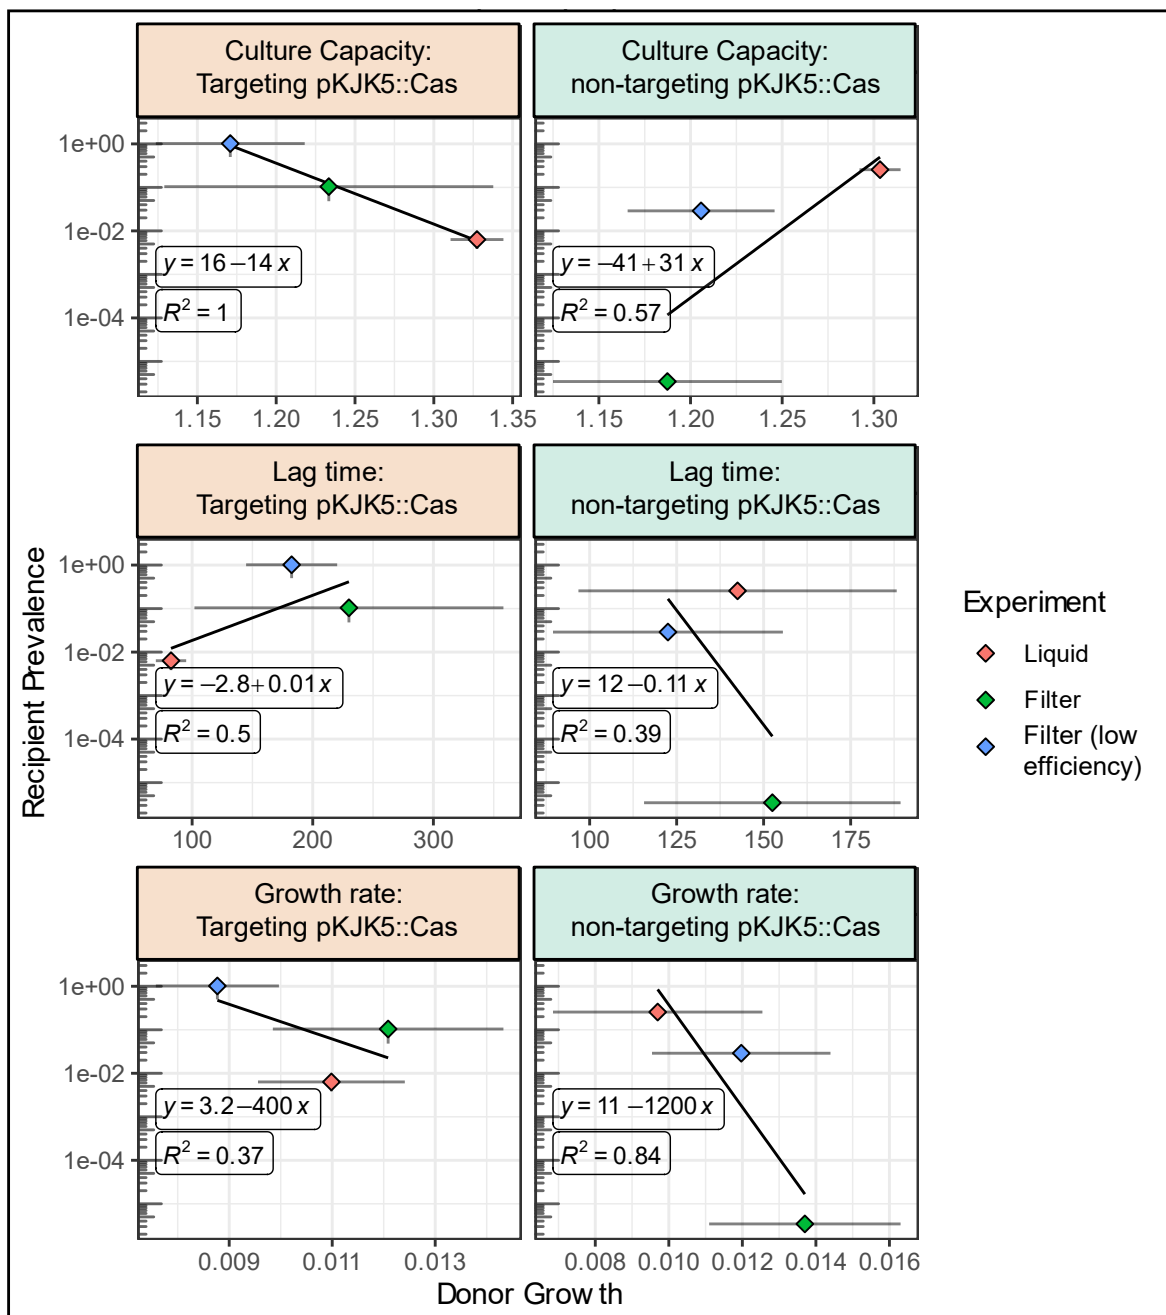 Culture Capacity:
Targeting pKJK5::Cas
Culture Capacity:
non-targeting pKJK5::Cas
1e+00
1e-02
1e-04
y = 16 − 14 x
R² = 1
y = −41 + 31 x
R² = 0.57
1.15 1.20 1.25 1.30 1.35
1.15 1.20 1.25 1.30
Lag time:
Targeting pKJK5::Cas
Lag time:
non-targeting pKJK5::Cas
1e+00
1e-02
1e-04
y = −2.8 + 0.01 x
R² = 0.5
y = 12 − 0.11 x
R² = 0.39
100 200 300
100 125 150 175
Growth rate:
Targeting pKJK5::Cas
Growth rate:
non-targeting pKJK5::Cas
1e+00
1e-02
1e-04
y = 3.2 − 400 x
R² = 0.37
y = 11 − 1200 x
R² = 0.84
0.009 0.011 0.013
0.008 0.010 0.012 0.014 0.016
Recipient Prevalence
Donor Growth
Experiment
Liquid
Filter
Filter (low
efficiency)